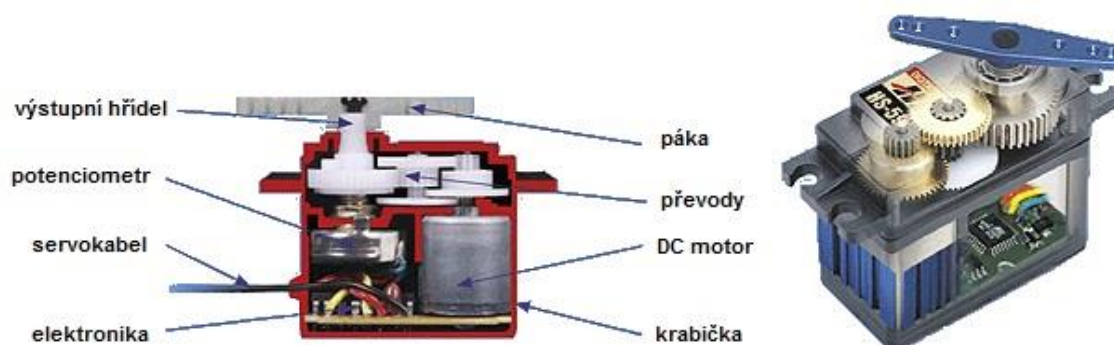 výstupní hřídel
potenciometr
servokabel
elektronika
páka
převody
DC motor
krabička